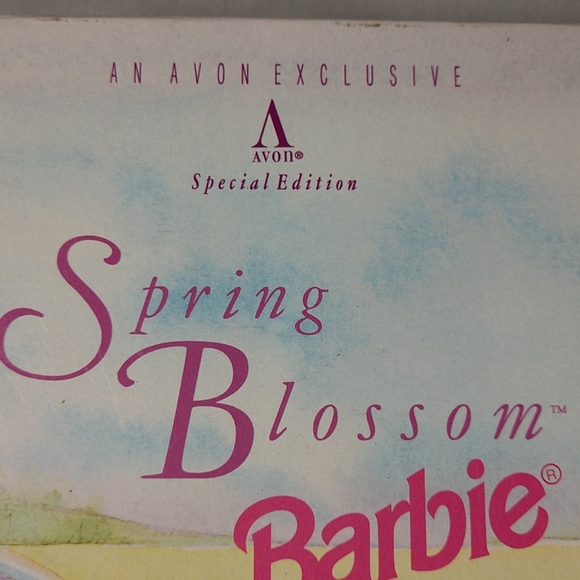 AN AVON EXCLUSIVE
AVON®
Special Edition
Spring
Blossom™
Barbie®